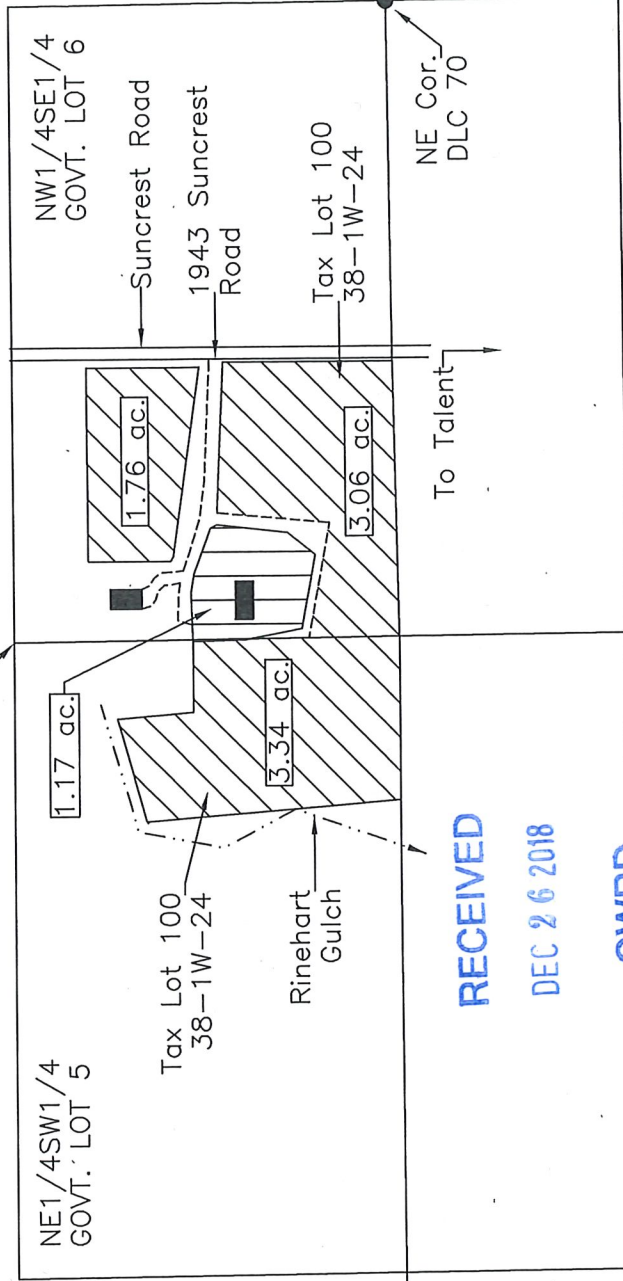 NW1/4SE1/4
GOVT. LOT 6
Suncrest Road
1943 Suncrest
Road
Tax Lot 100
38-1W-24
NE Cor.
DLC 70
1.76 ac.
3.06 ac.
To Talent
1.17 ac.
3.34 ac.
Tax Lot 100
38-1W-24
Rinehart
Gulch
NE1/4SW1/4
GOVT. LOT 5
RECEIVED
DEC 26 2018